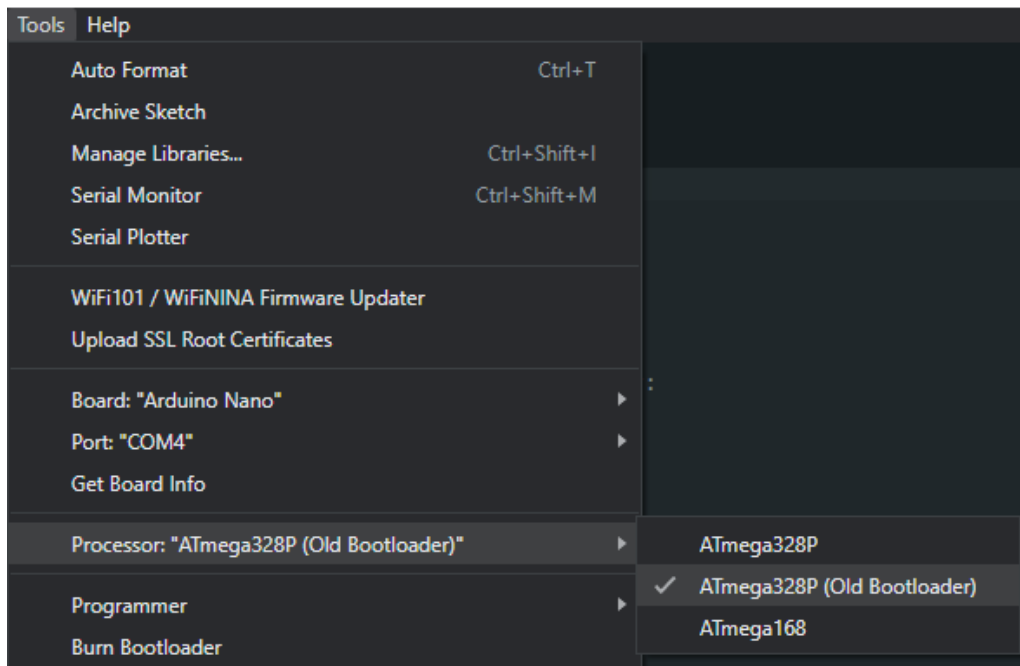 Tools Help
Auto Format Ctrl+T
Archive Sketch
Manage Libraries... Ctrl+Shift+I
Serial Monitor Ctrl+Shift+M
Serial Plotter
WiFi101 / WiFiNINA Firmware Updater
Upload SSL Root Certificates
Board: "Arduino Nano"
:
Port: "COM4"
Get Board Info
Processor: "ATmega328P (Old Bootloader)"
ATmega328P
ATmega328P (Old Bootloader)
ATmega168
Programmer
Burn Bootloader